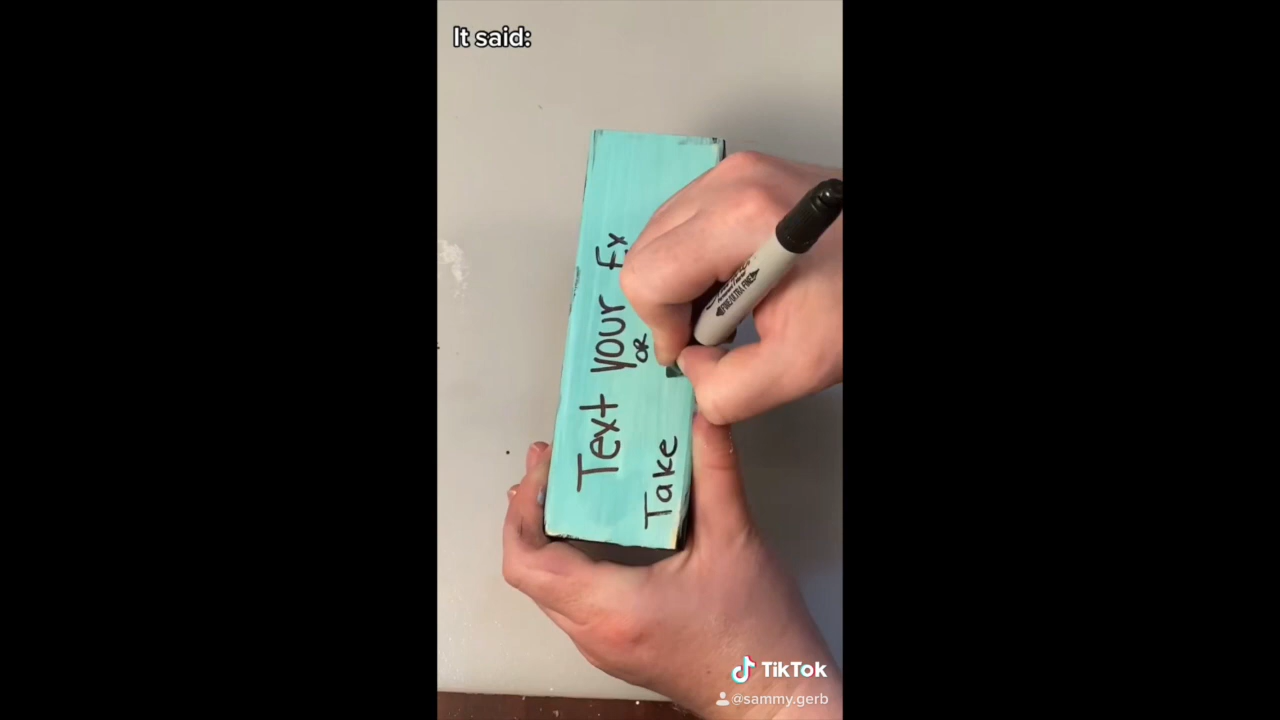 It said:
Text your Ex
OR
Take
TikTok
@sammy.gerb